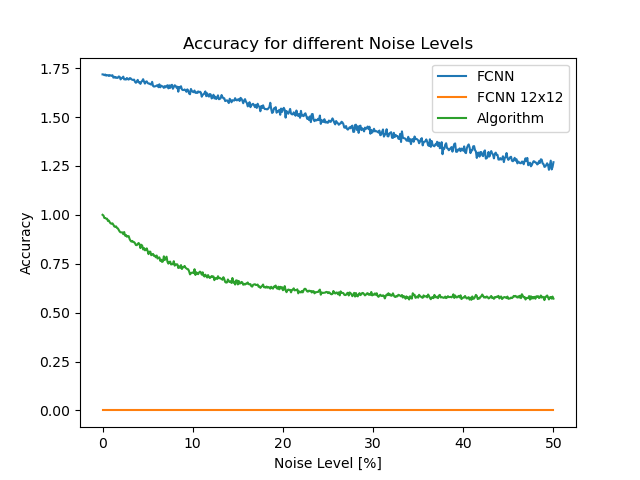 Accuracy for different Noise Levels
1.75
1.50
1.25
1.00
0.75
0.50
0.25
0.00
Accuracy
FCNN
FCNN 12x12
Algorithm
0 10 20 30 40 50
Noise Level [%]